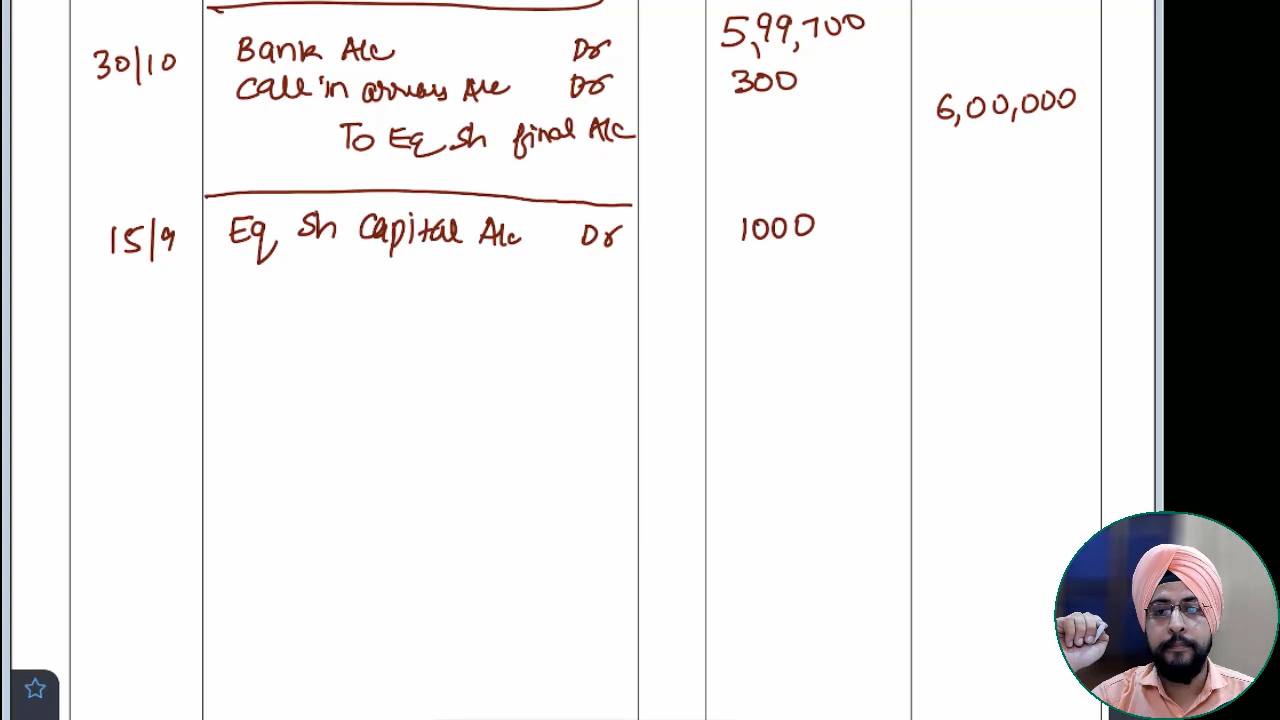 5,99,700
30/10 Bank A/c Dr
Call in arrears A/c Dr 300
6,00,000
To Eq Sh final A/c
15/9 Eq Sh Capital A/c Dr 1000